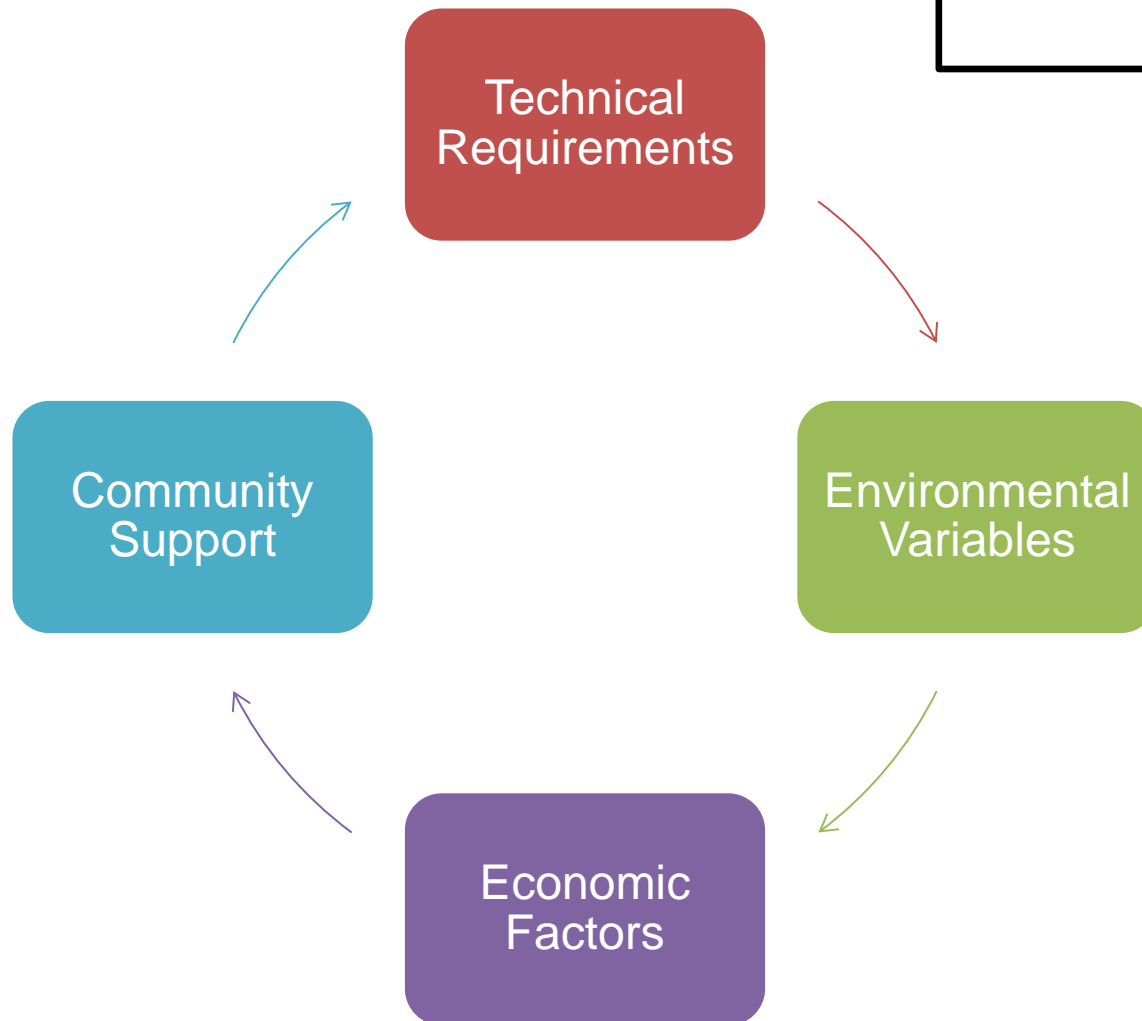 Technical
Requirements
Environmental
Variables
Economic
Factors
Community
Support